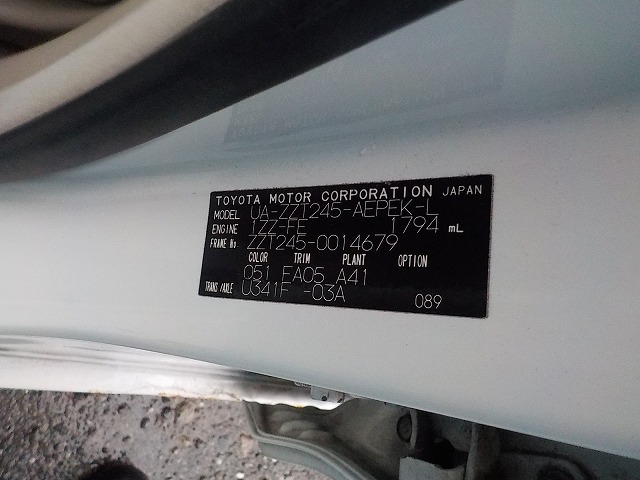 TOYOTA MOTOR CORPORATION JAPAN
MODEL UA-ZZT245-AEPEK-L
ENGINE 1ZZ-FE 1794 mL
FRAME No. ZZT245-0014679
COLOR TRIM PLANT OPTION
051 FA05 A41
TRANS/AXLE U341F -03A
089